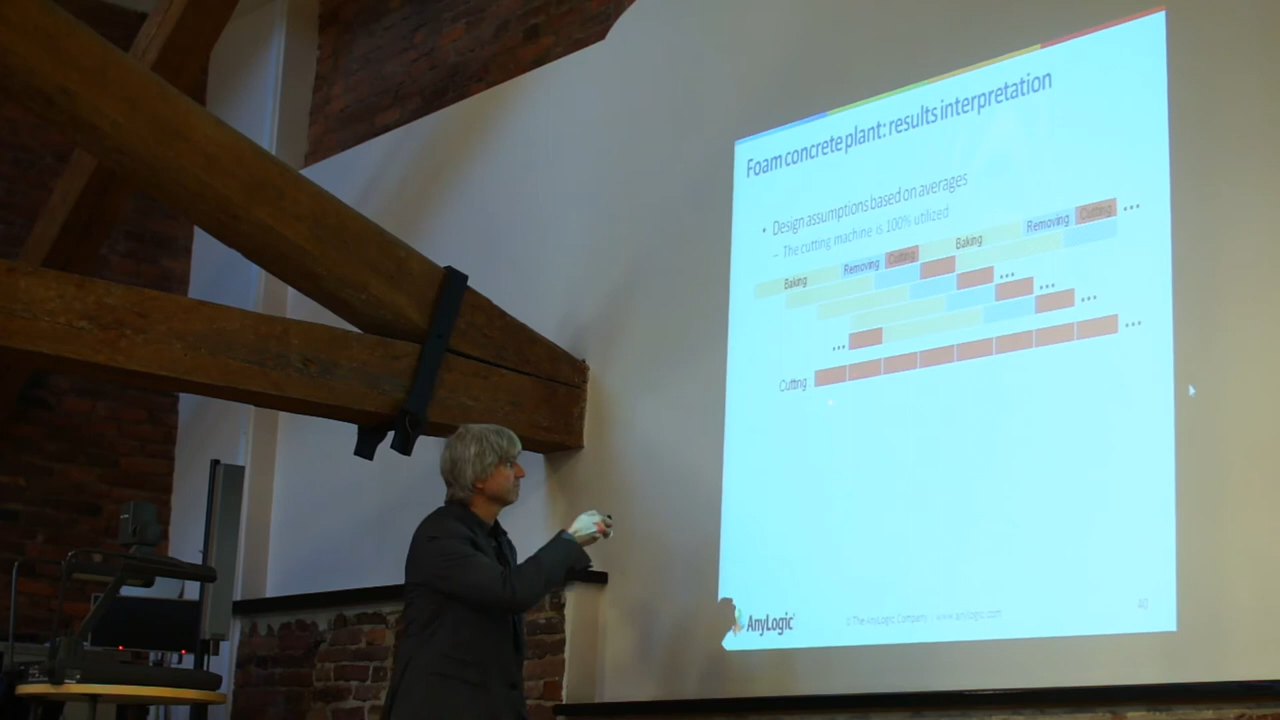 Foam concrete plant: results interpretation
• Design assumptions based on averages
– The cutting machine is 100% utilized
Baking Removing Cutting Baking Removing Cutting ...
...
...
...
...
Cutting ...
AnyLogic © The AnyLogic Company | www.anylogic.com 40